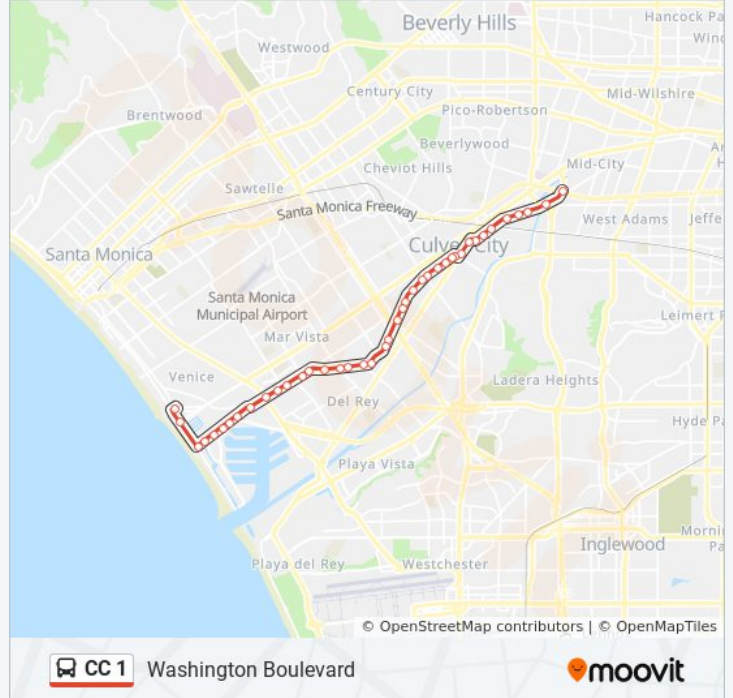 Beverly Hills
Hancock Pa
Westwood
Century City
Mid-Wilshire
Pico-Robertson
Brentwood
Beverlywood
Cheviot Hills
Mid-City
Sawtelle
Santa Monica Freeway
West Adams
Jeffe
Culver City
Santa Monica
Santa Monica
Municipal Airport
Leimert
Mar Vista
Venice
Ladera Heights
Del Rey
Hyde Pa
Playa Vista
Inglewood
Playa del Rey
Westchester
© OpenStreetMap contributors | © OpenMapTiles
CC 1 Washington Boulevard
moovit